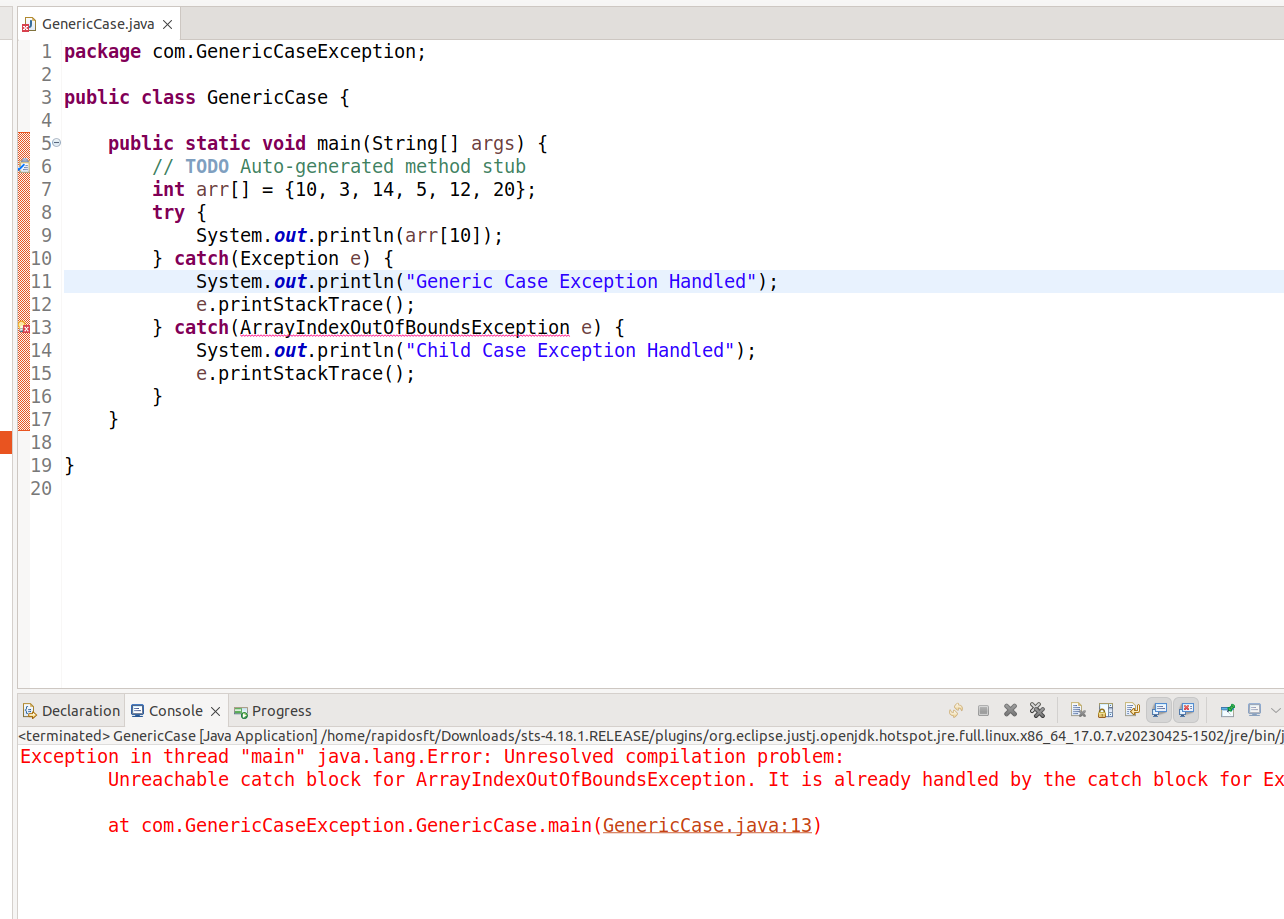 GenericCase.java
1 package com.GenericCaseException;
2
3 public class GenericCase {
4
5 public static void main(String[] args) {
6 // TODO Auto-generated method stub
7 int arr[] = {10, 3, 14, 5, 12, 20};
8 try {
9 System.out.println(arr[10]);
10 } catch(Exception e) {
11 System.out.println("Generic Case Exception Handled");
12 e.printStackTrace();
13 } catch(ArrayIndexOutOfBoundsException e) {
14 System.out.println("Child Case Exception Handled");
15 e.printStackTrace();
16 }
17 }
18
19 }
20
Declaration Console Progress
<terminated> GenericCase [Java Application] /home/rapidosft/Downloads/sts-4.18.1.RELEASE/plugins/org.eclipse.justj.openjdk.hotspot.jre.full.linux.x86_64_17.0.7.v20230425-1502/jre/bin/j
Exception in thread "main" java.lang.Error: Unresolved compilation problem:
Unreachable catch block for ArrayIndexOutOfBoundsException. It is already handled by the catch block for Ex
at com.GenericCaseException.GenericCase.main(GenericCase.java:13)